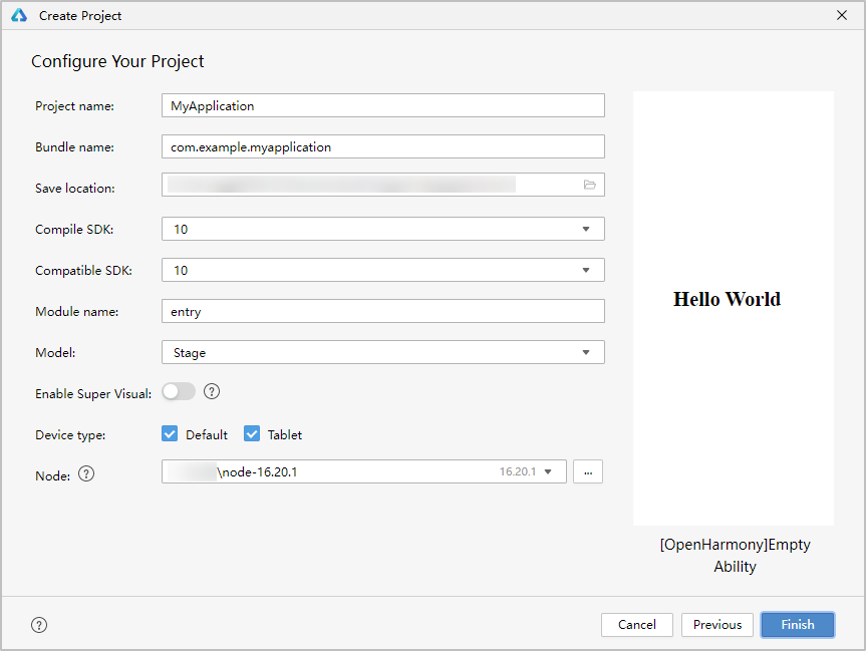 Create Project
Configure Your Project
Project name: MyApplication
Bundle name: com.example.myapplication
Save location:
Compile SDK: 10
Compatible SDK: 10
Module name: entry
Model: Stage
Enable Super Visual: ?
Device type: Default Tablet
Node: ? \node-16.20.1 16.20.1 ...
Hello World
[OpenHarmony]Empty
Ability
? Cancel Previous Finish